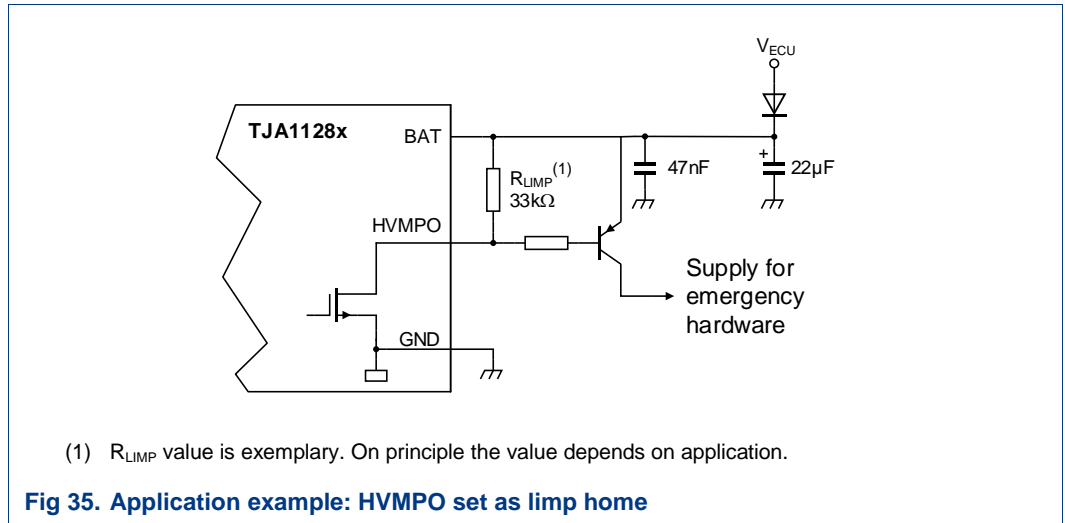 V_ECU
TJA1128x
BAT
+
R_LIMP^(1)
33kΩ
47nF
22µF
HVMPO
Supply for
emergency
hardware
GND
(1) R_LIMP value is exemplary. On principle the value depends on application.
Fig 35. Application example: HVMPO set as limp home